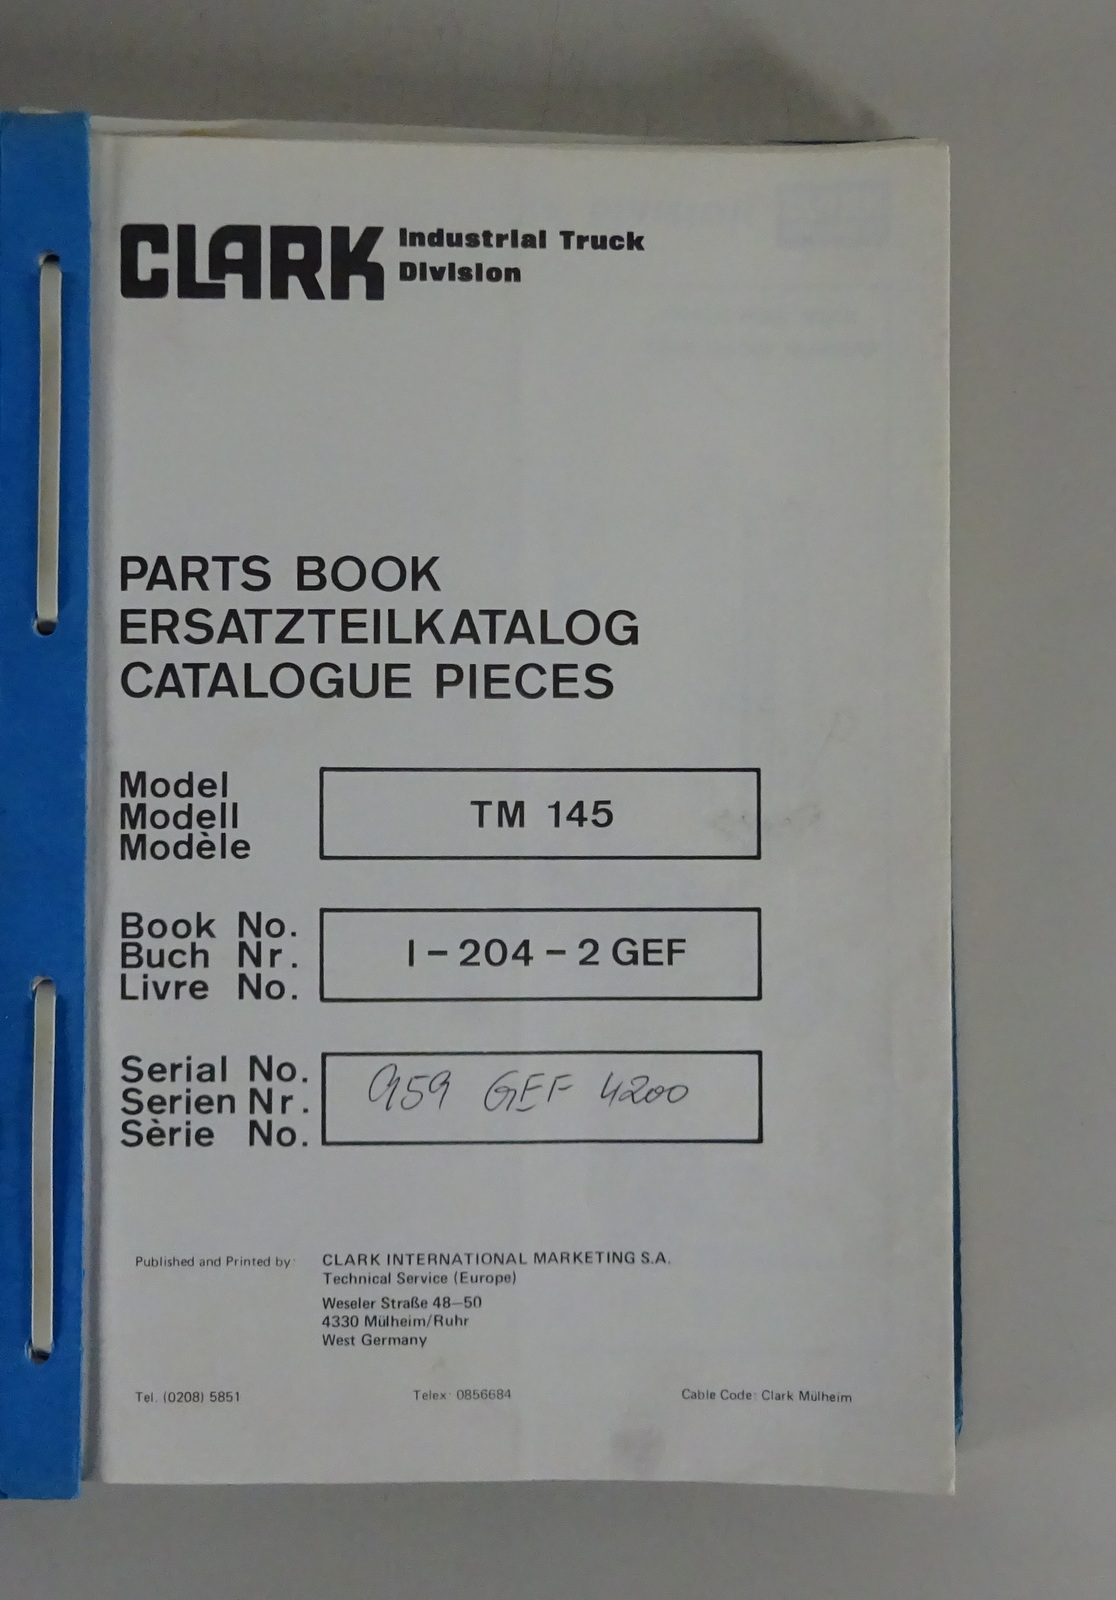 CLARK Industrial Truck
Division
PARTS BOOK
ERSATZTEILKATALOG
CATALOGUE PIECES
Model
Modell
Modèle
TM 145
Book No.
Buch Nr.
Livre No.
I – 204 – 2 GEF
Serial No.
Serien Nr.
Sèrie No.
959 GEF 4200
Published and Printed by: CLARK INTERNATIONAL MARKETING S.A.
Technical Service (Europe)
Weseler Straße 48–50
4330 Mülheim/Ruhr
West Germany
Tel. (0208) 5851 Telex: 0856684 Cable Code: Clark Mülheim